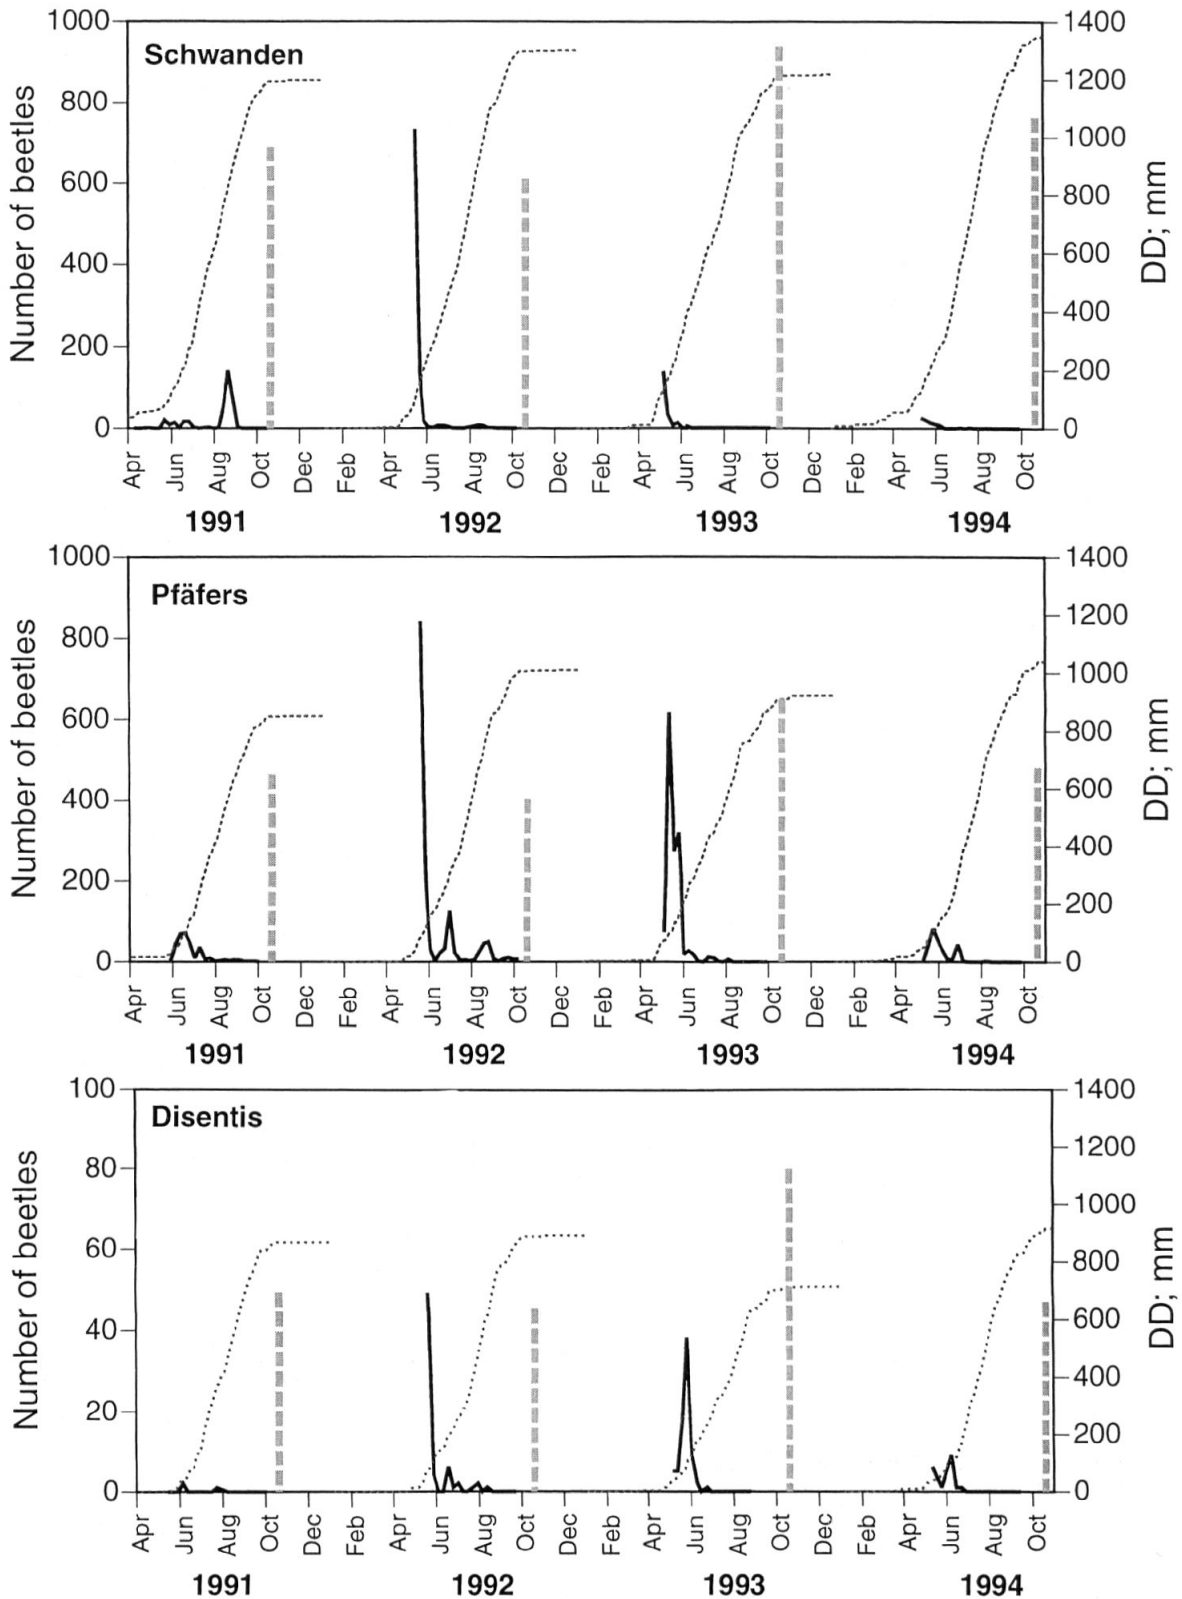 Schwanden
Number of beetles
1000
800
600
400
200
0
1400
1200
1000
800
600
400
200
0
DD; mm
Apr Jun Aug Oct Dec Feb Apr Jun Aug Oct Dec Feb Apr Jun Aug Oct Dec Feb Apr Jun Aug Oct
1991 1992 1993 1994
Pfäfers
Number of beetles
1000
800
600
400
200
0
1400
1200
1000
800
600
400
200
0
DD; mm
Apr Jun Aug Oct Dec Feb Apr Jun Aug Oct Dec Feb Apr Jun Aug Oct Dec Feb Apr Jun Aug Oct
1991 1992 1993 1994
Disentis
Number of beetles
100
80
60
40
20
0
1400
1200
1000
800
600
400
200
0
DD; mm
Apr Jun Aug Oct Dec Feb Apr Jun Aug Oct Dec Feb Apr Jun Aug Oct Dec Feb Apr Jun Aug Oct
1991 1992 1993 1994